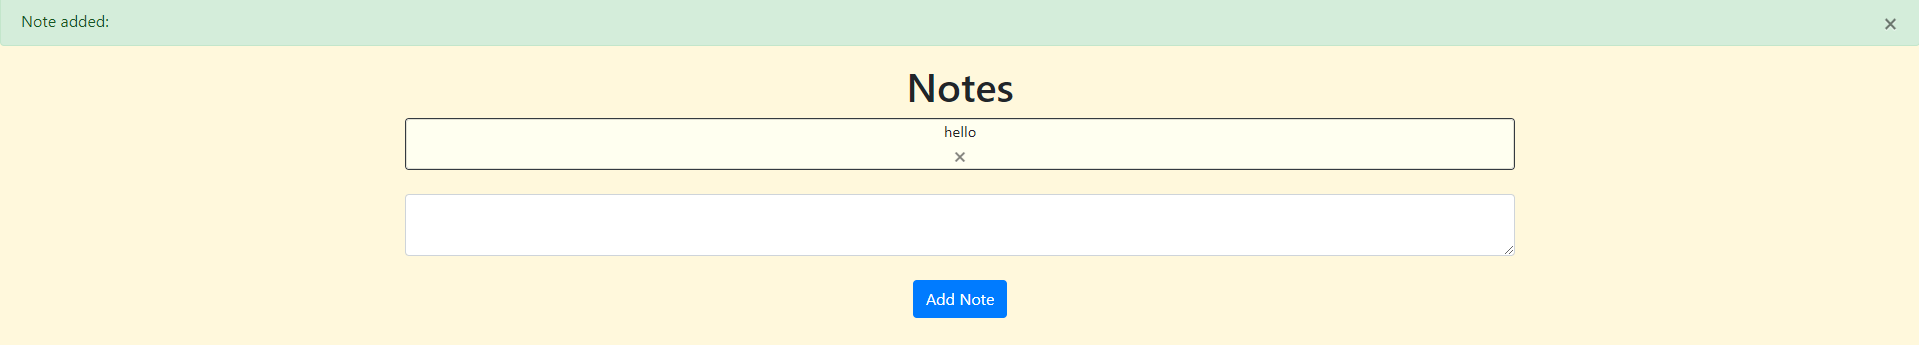 Note added:
×
Notes
hello
×
Add Note